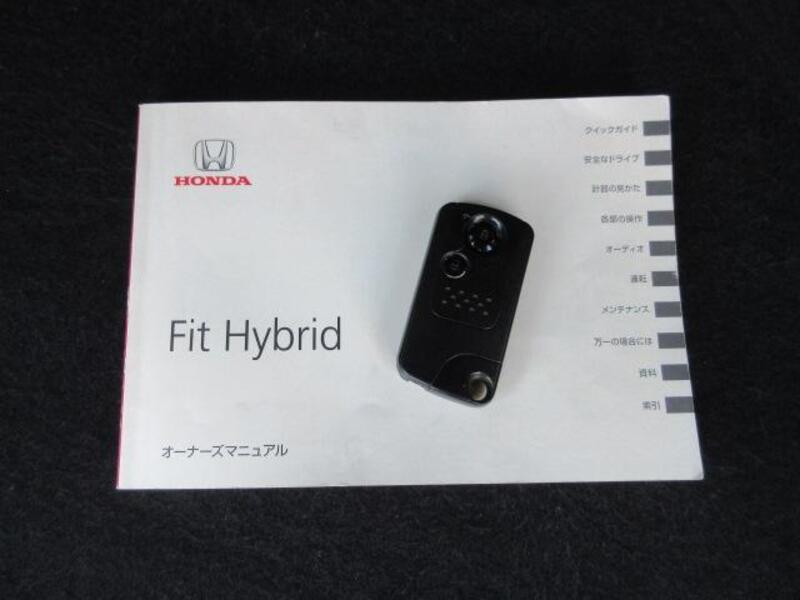 HONDA
Fit Hybrid
オーナーズマニュアル
クイックガイド
安全なドライブ
計器の見かた
各部の操作
オーディオ
運転
メンテナンス
万一の場合には
資料
索引